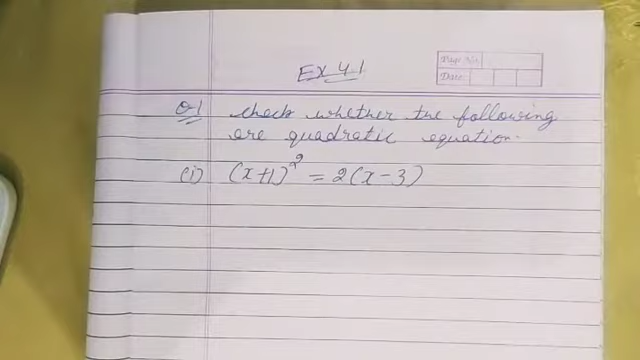 Ex 4.1
Page No.
Date:
Q1 check whether the following
are quadratic equation.
(i) (x+1)² = 2(x-3)